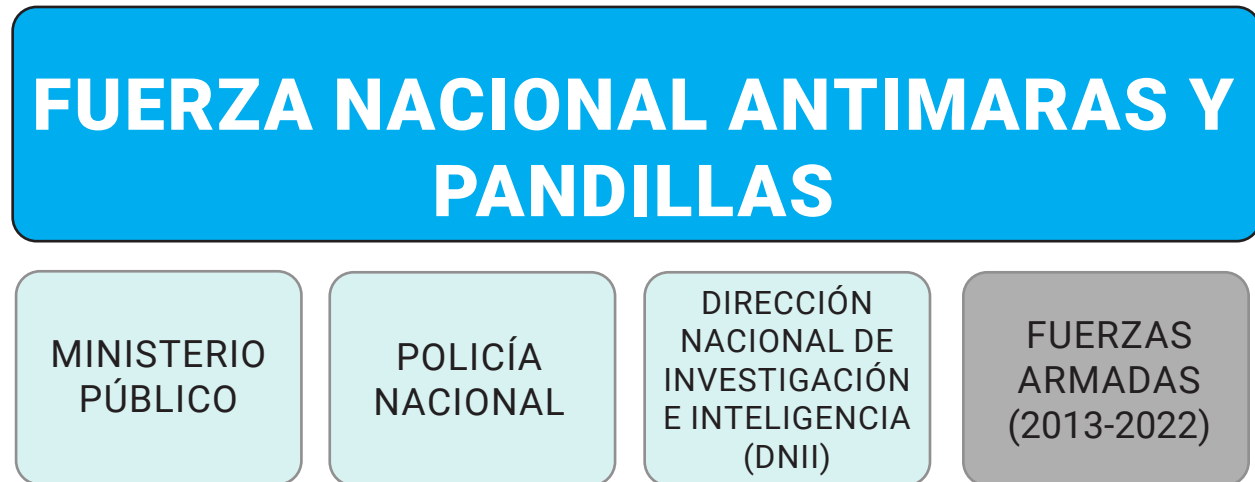 FUERZA NACIONAL ANTIMARAS Y
PANDILLAS
MINISTERIO
PÚBLICO
POLICÍA
NACIONAL
DIRECCIÓN
NACIONAL DE
INVESTIGACIÓN
E INTELIGENCIA
(DNII)
FUERZAS
ARMADAS
(2013-2022)